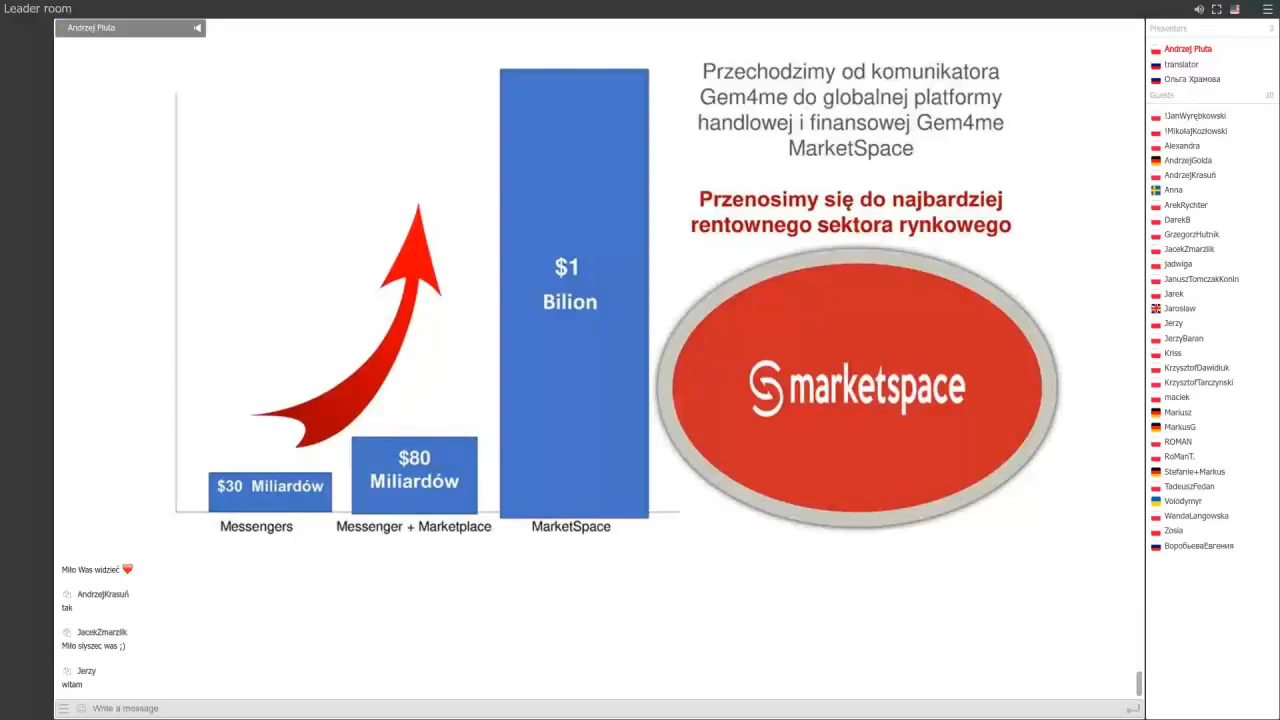 Leader room
Andrzej Pluta
Przechodzimy od komunikatora
Gem4me do globalnej platformy
handlowej i finansowej Gem4me
MarketSpace
Przenosimy się do najbardziej
rentownego sektora rynkowego
$1
Bilion
$80
Miliardów
$30 Miliardów
Messengers
Messenger + Marketplace
MarketSpace
marketspace
Miło Was widzieć ❤️
AndrzejKrasuń
tak
JacekZmarzlik
Miło slyszec was ;)
Jerzy
witam
Write a message
Presenters 3
Andrzej Pluta
translator
Ольга Храмова
Guests 30
!JanWyrębkowski
!MikołajKozłowski
Alexandra
AndrzejGołda
AndrzejKrasuń
Anna
ArekRychter
DarekB
GrzegorzHutnik
JacekZmarzlik
jadwiga
JanuszTomczakKonin
Jarek
Jarosław
Jerzy
JerzyBaran
Kriss
KrzysztofDawidiuk
KrzysztofTarczynski
maciek
Mariusz
MarkusG
ROMAN
RoManT.
Stefanie+Markus
TadeuszFedan
Volodymyr
WandaLangowska
Zosia
ВоробьеваЕвгения